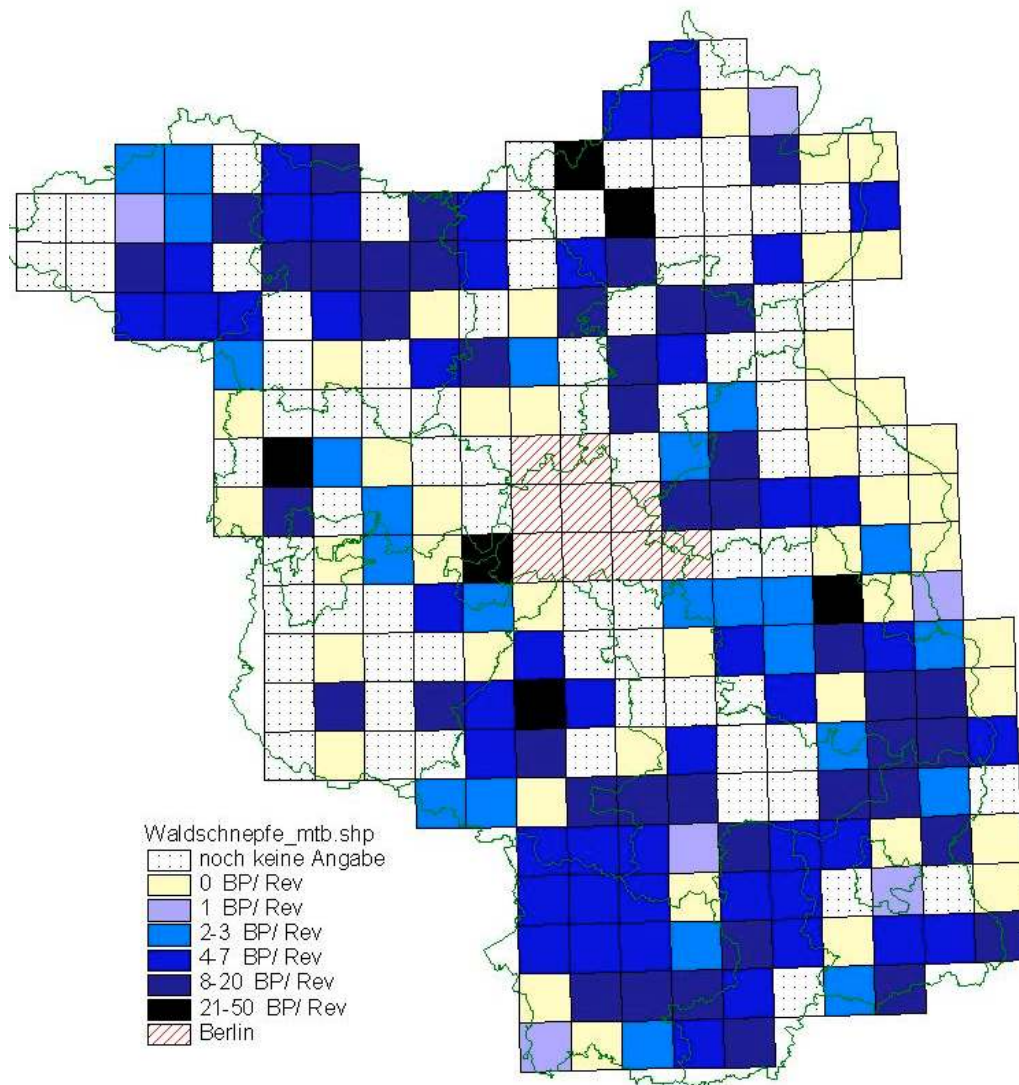 Waldschnepfe_mtb.shp
noch keine Angabe
0 BP/ Rev
1 BP/ Rev
2-3 BP/ Rev
4-7 BP/ Rev
8-20 BP/ Rev
21-50 BP/ Rev
Berlin